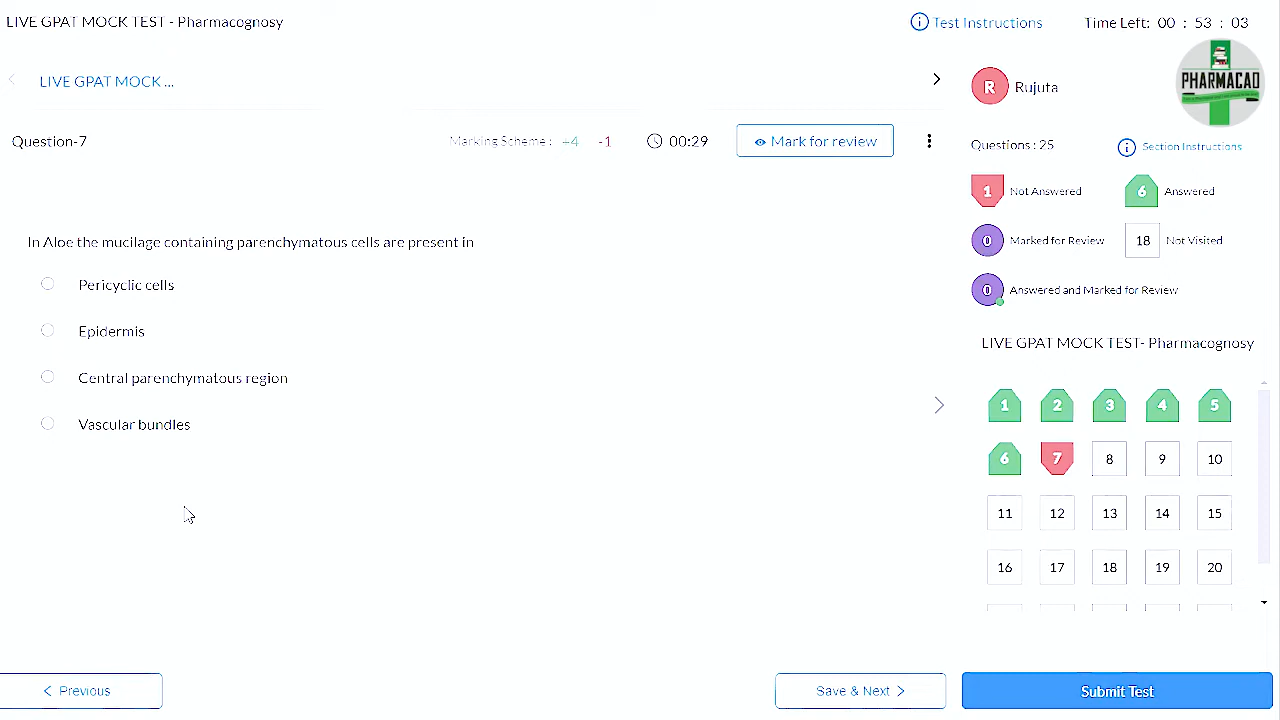 LIVE GPAT MOCK TEST - Pharmacognosy
Test Instructions
Time Left: 00 : 53 : 03
PHARMACAD
LIVE GPAT MOCK ...
R Rujuta
Question-7
Marking Scheme : +4 -1
00:29
Mark for review
Questions : 25
Section Instructions
1 Not Answered
6 Answered
0 Marked for Review
18 Not Visited
0 Answered and Marked for Review
In Aloe the mucilage containing parenchymatous cells are present in
Pericyclic cells
Epidermis
Central parenchymatous region
Vascular bundles
LIVE GPAT MOCK TEST- Pharmacognosy
1 2 3 4 5
6 7 8 9 10
11 12 13 14 15
16 17 18 19 20
Previous
Save & Next
Submit Test